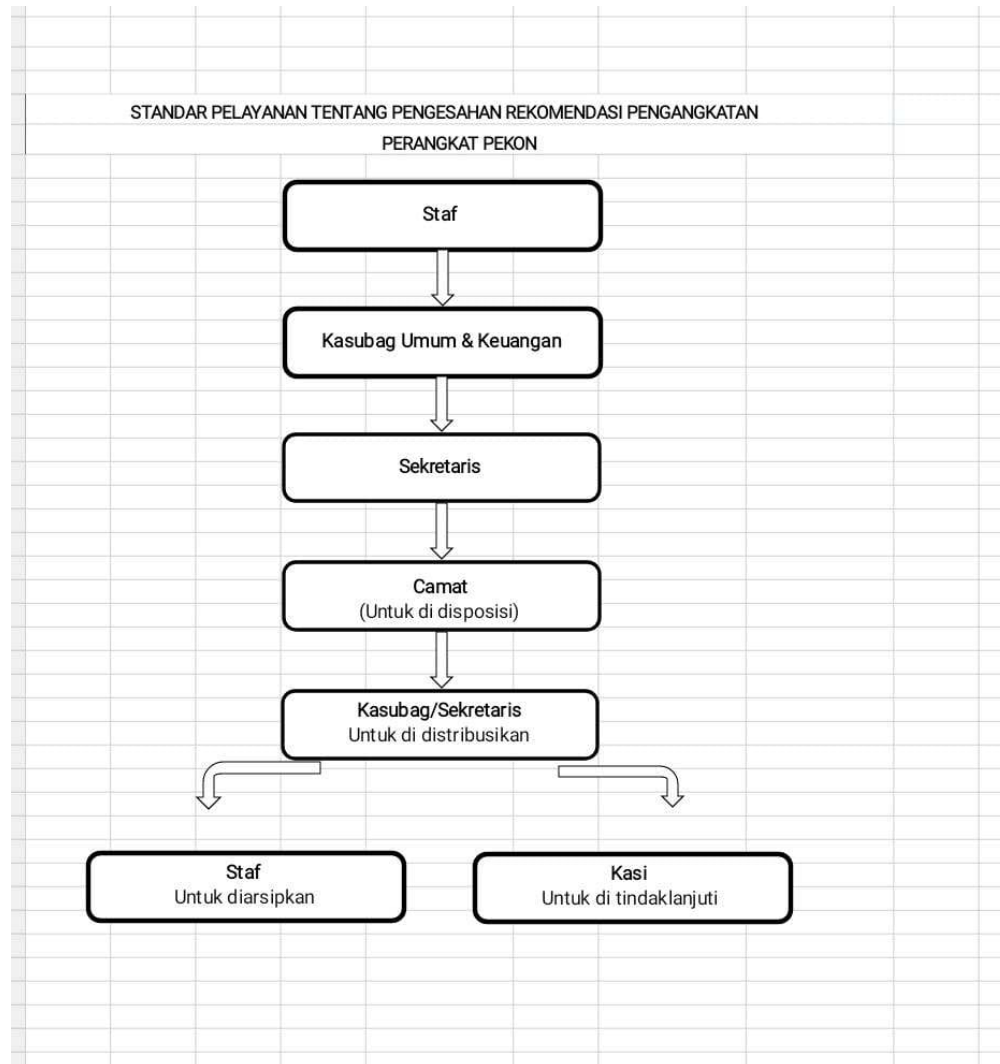 STANDAR PELAYANAN TENTANG PENGESAHAN REKOMENDASI PENGANGKATAN
PERANGKAT PEKON
Staf
Kasubag Umum & Keuangan
Sekretaris
Camat
(Untuk di disposisi)
Kasubag/Sekretaris
Untuk di distribusikan
Staf
Untuk diarsipkan
Kasi
Untuk di tindaklanjuti